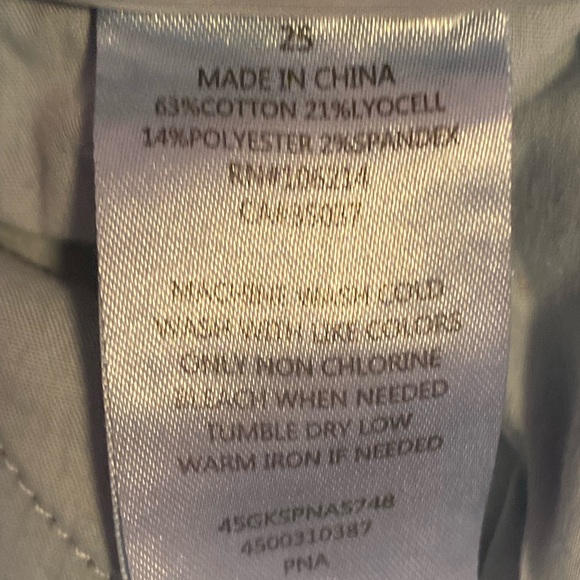 2S
MADE IN CHINA
63%COTTON 21%LYOCELL
14%POLYESTER 2%SPANDEX
RN#106214
CA#35037
MACHINE WASH COLD
WASH WITH LIKE COLORS
ONLY NON CHLORINE
BLEACH WHEN NEEDED
TUMBLE DRY LOW
WARM IRON IF NEEDED
45GKSPNA5748
4500310387
PNA